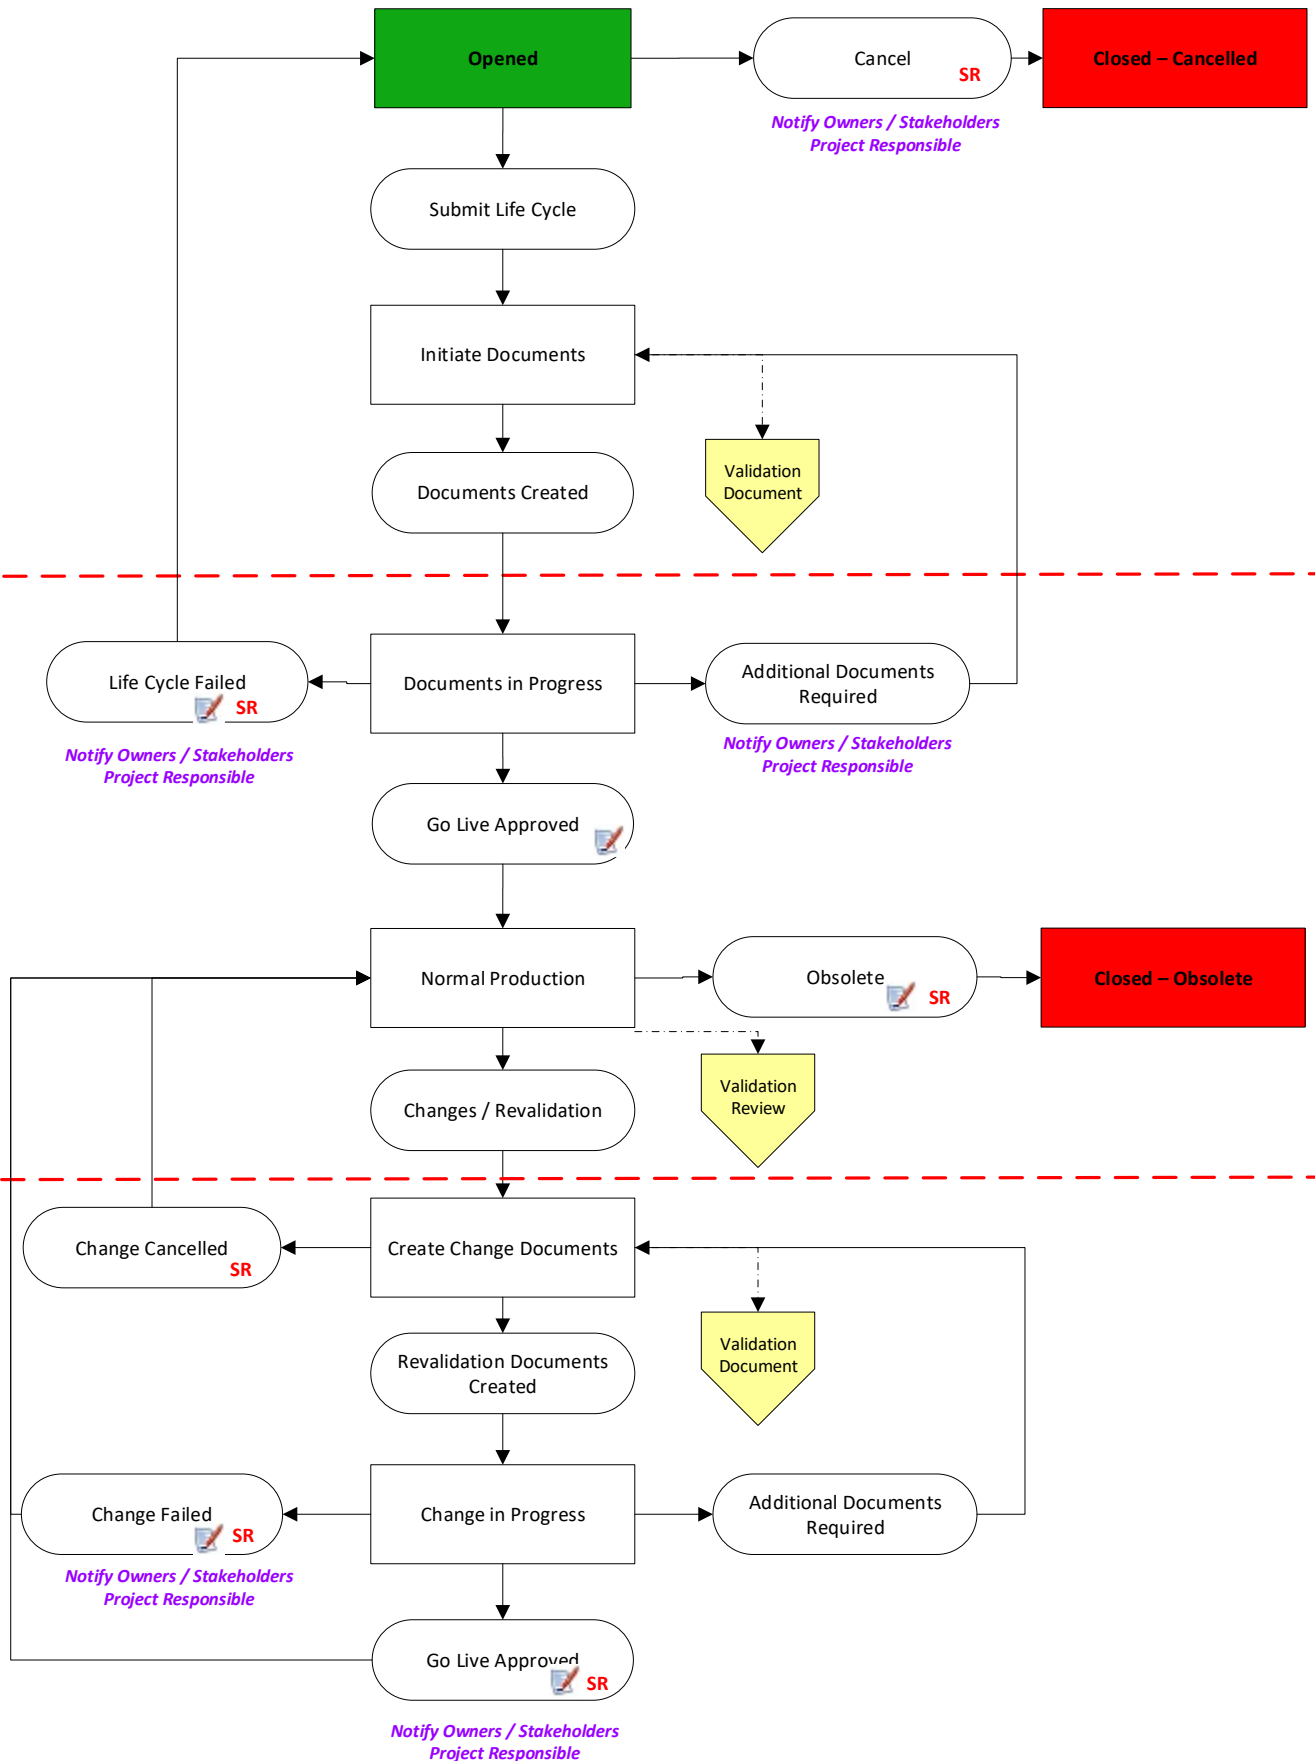 Opened
Cancel
SR
Closed – Cancelled
Notify Owners / Stakeholders
Project Responsible
Submit Life Cycle
Initiate Documents
Validation
Document
Documents Created
Life Cycle Failed
SR
Documents in Progress
Additional Documents
Required
Notify Owners / Stakeholders
Project Responsible
Notify Owners / Stakeholders
Project Responsible
Go Live Approved
Normal Production
Obsolete
SR
Closed – Obsolete
Validation
Review
Changes / Revalidation
Change Cancelled
SR
Create Change Documents
Validation
Document
Revalidation Documents
Created
Change Failed
SR
Change in Progress
Additional Documents
Required
Notify Owners / Stakeholders
Project Responsible
Go Live Approved
SR
Notify Owners / Stakeholders
Project Responsible